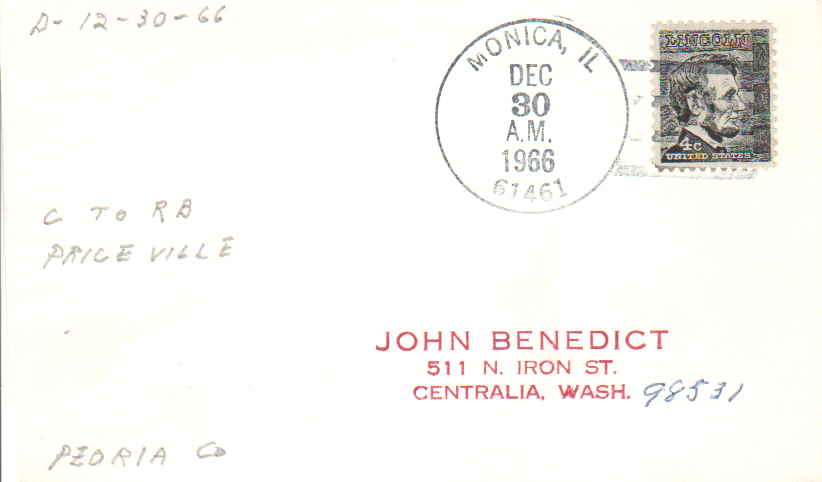 D-12-30-66
MONICA, IL
DEC
30
A.M.
1966
61461
LINCOLN
4c
UNITED STATES
C TO RB
PRICEVILLE
JOHN BENEDICT
511 N. IRON ST.
CENTRALIA, WASH. 98531
PEORIA Co